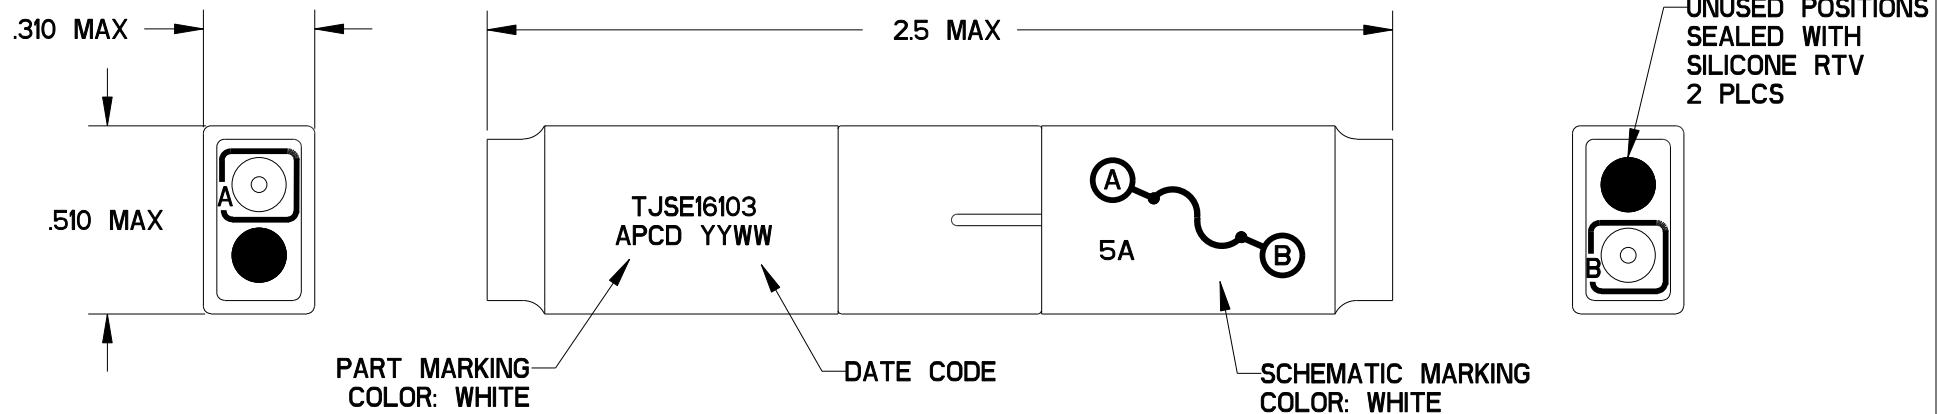 .310 MAX
2.5 MAX
UNUSED POSITIONS
SEALED WITH
SILICONE RTV
2 PLCS
.510 MAX
A
TJSE16103
APCD YYWW
A
5A
B
B
PART MARKING
COLOR: WHITE
DATE CODE
SCHEMATIC MARKING
COLOR: WHITE